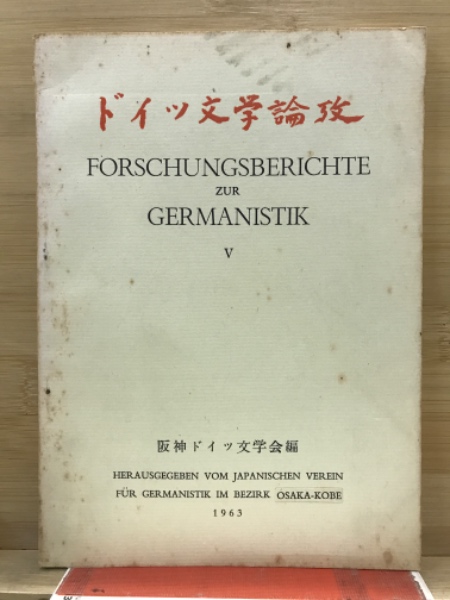 ドイツ文学論攷
FORSCHUNGSBERICHTE
ZUR
GERMANISTIK
V
阪神ドイツ文学会編
HERAUSGEGEBEN VOM JAPANISCHEN VEREIN
FÜR GERMANISTIK IM BEZIRK OSAKA-KOBE
1963